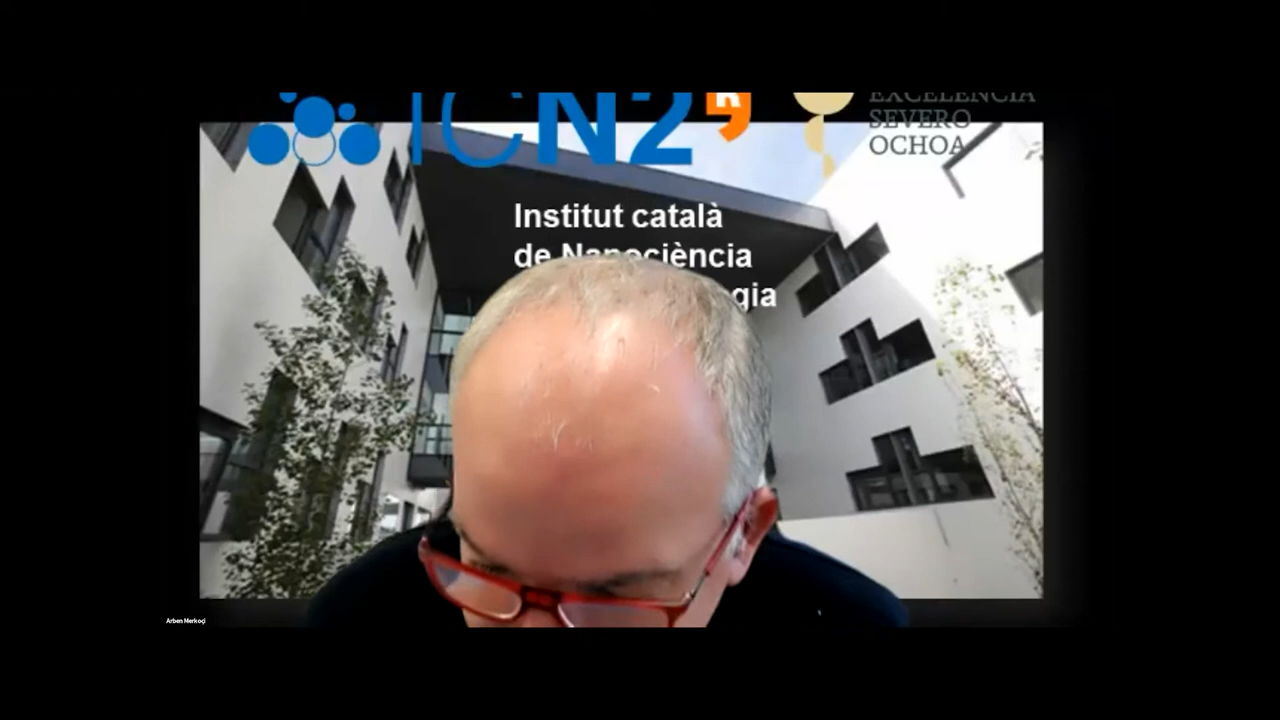 ICN2
EXCELENCIA
SEVERO
OCHOA
Institut català
de Nanociència
gia
Arben Merkoçi